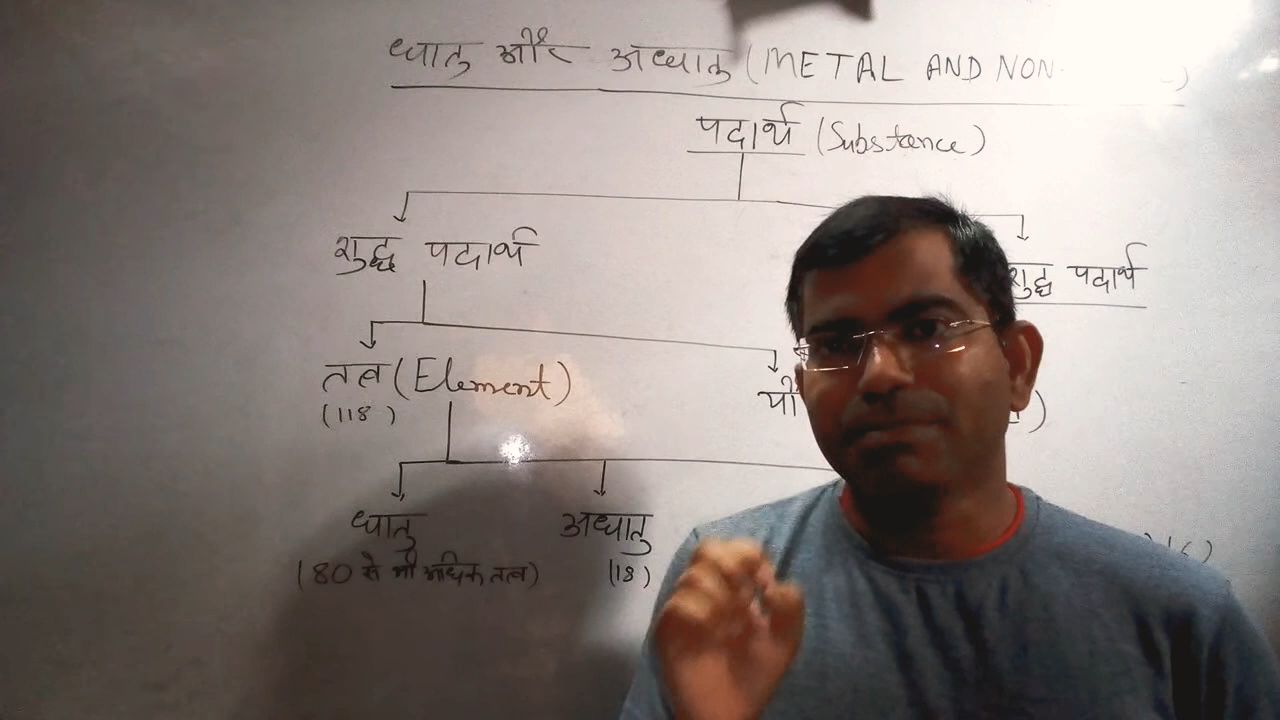 धातु और अधातु (METAL AND NON-
पदार्थ (Substance)
शुद्ध पदार्थ
शुद्ध पदार्थ
तत्व (Element)
(118)
धातु अधातु
(80 से भी अधिक तत्व) (18)